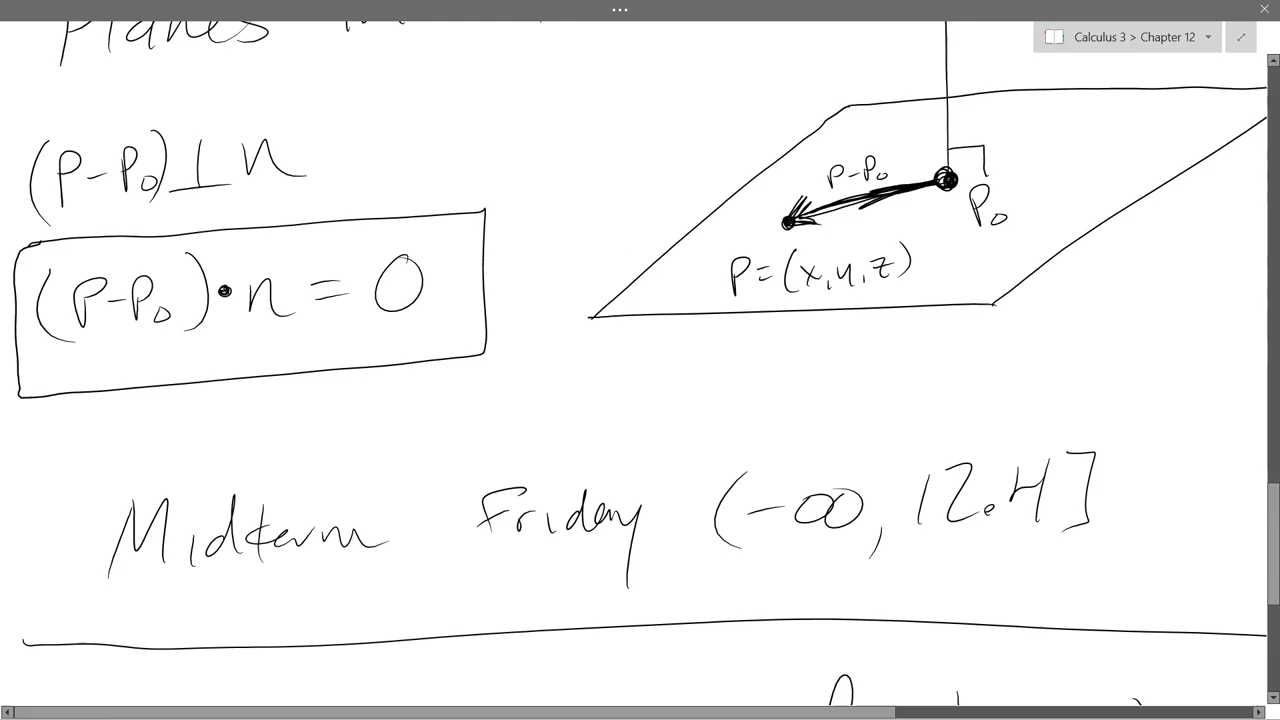 Calculus 3 > Chapter 12
Planes
(P-P₀)⊥n
(P-P₀)•n=0
P-P₀
P₀
P=(x,y,z)
Midterm Friday (-∞, 12.4]